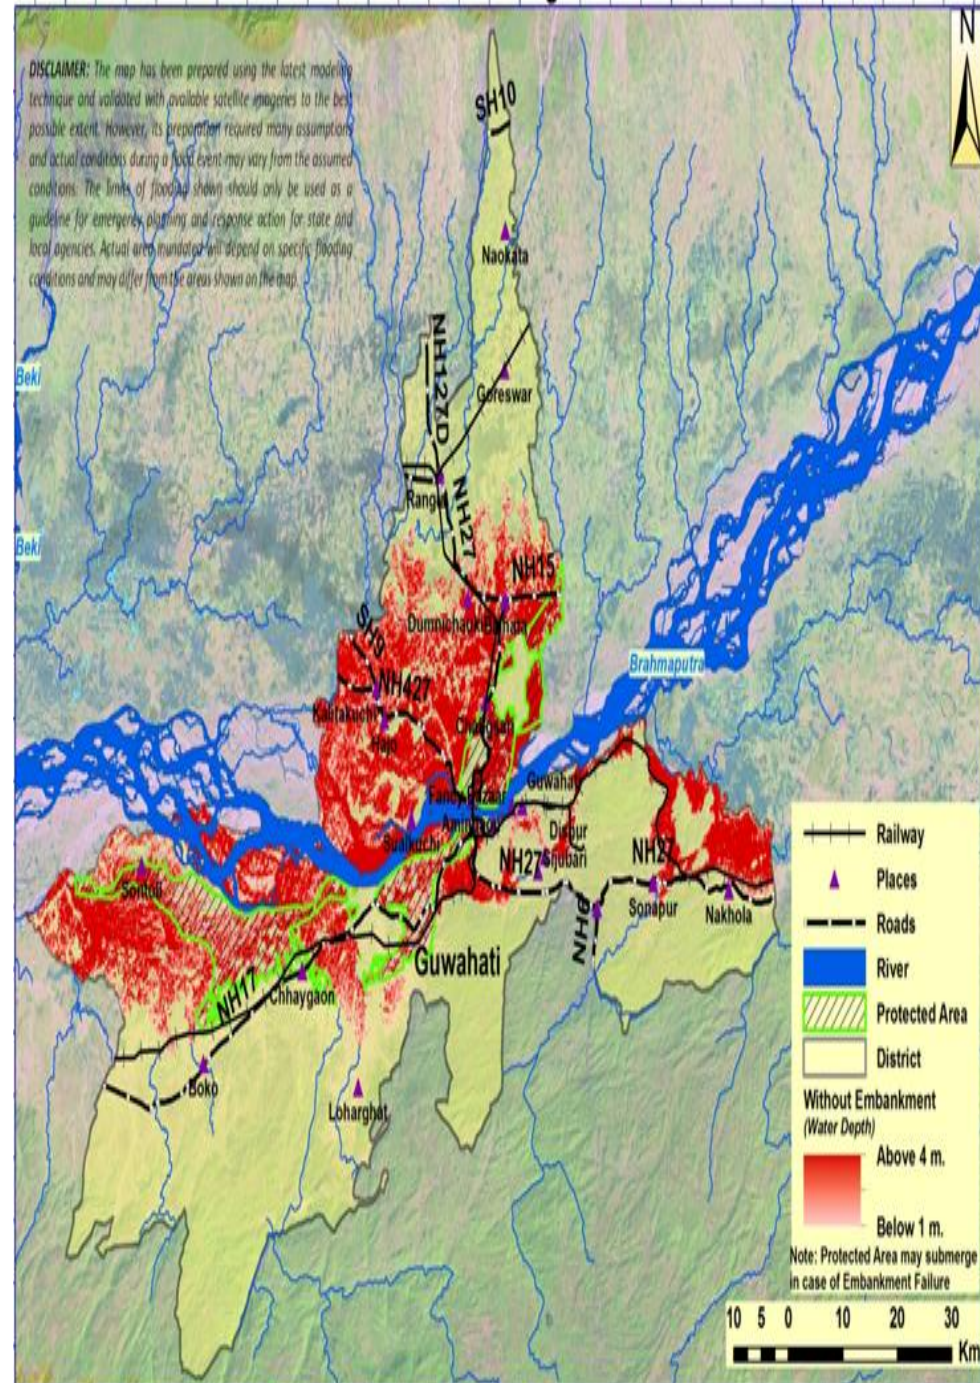 N
DISCLAIMER: The map has been prepared using the latest modeling
technique and validated with available satellite imageries to the best
possible extent. However, its preparation required many assumptions
and actual conditions during a flood event may vary from the assumed
conditions. The limits of flooding shown should only be used as a
guideline for emergency planning and response action for state and
local agencies. Actual area inundated will depend on specific flooding
conditions and may differ from the areas shown on the map.
SH10
Naokata
NH127D
Beki
Goreswar
NH27
Beki
NH15
Dumnichauki
SH9
Brahmaputra
NH427
Kalitakuchi
Hajo
Guwahati
Fancy Bazaar
Sualkuchi
Dispur
NH27
Sijubari
NH27
Sontoli
Sonapur
Nakhola
NH6
Guwahati
NH17
Chhaygaon
Boko
Loharghat
Railway
Places
Roads
River
Protected Area
District
Without Embankment
(Water Depth)
Above 4 m.
Below 1 m.
Note: Protected Area may submerge
in case of Embankment Failure
10 5 0 10 20 30
Km